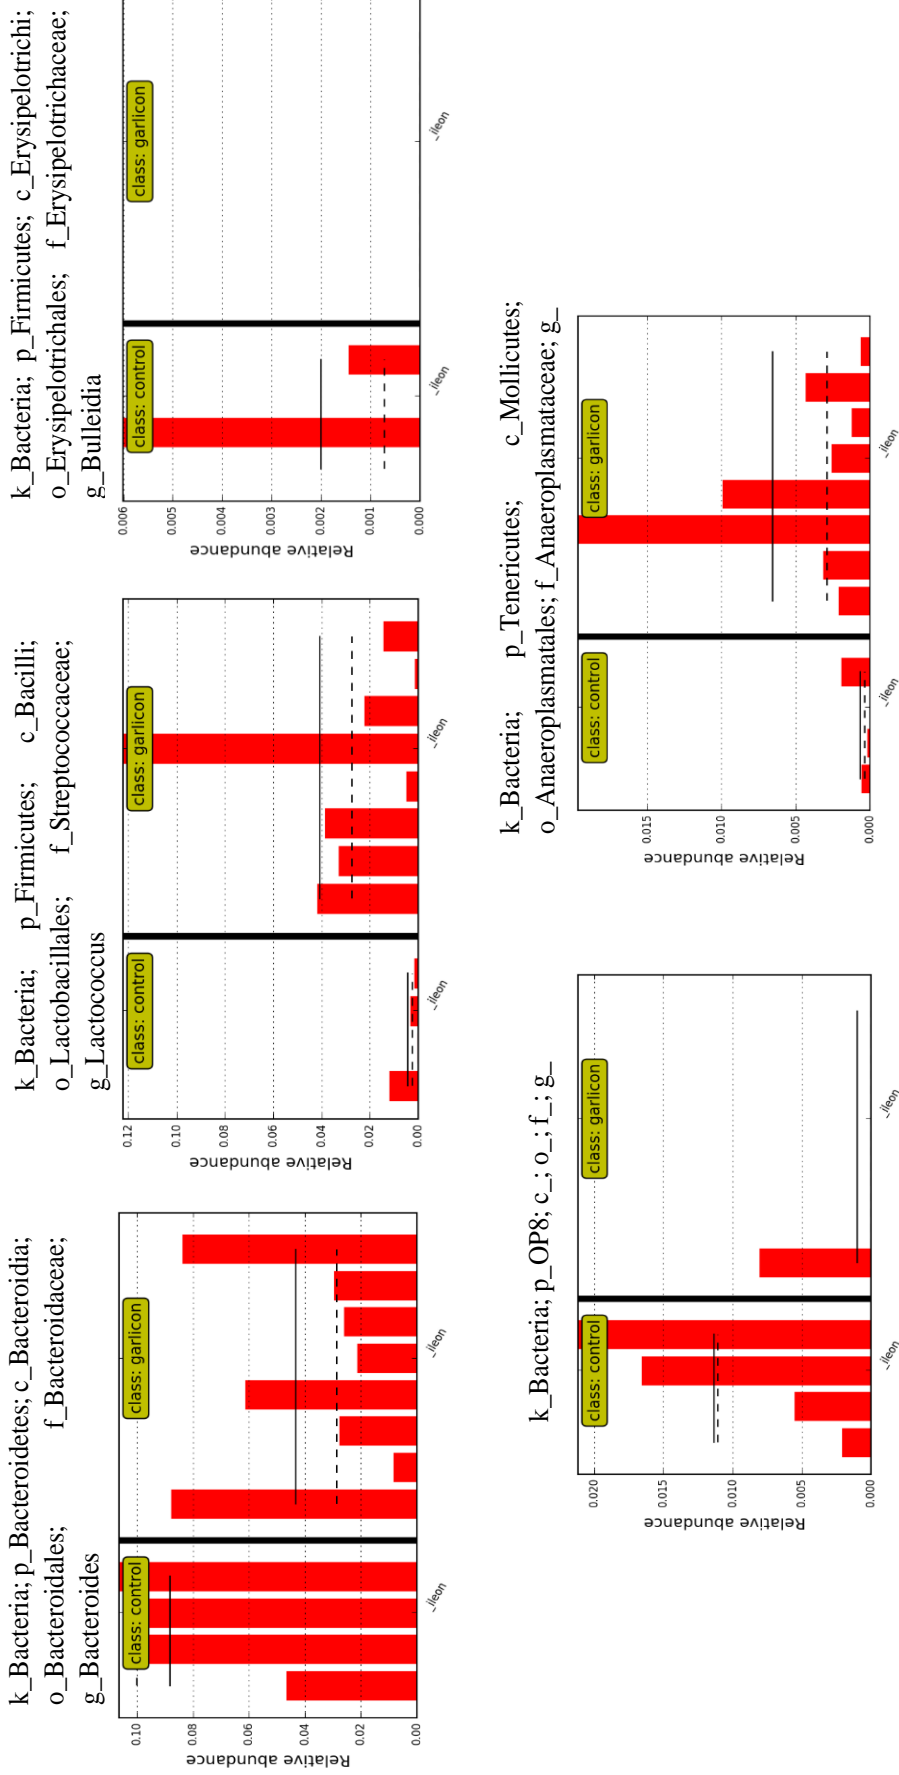 k_Bacteria; p_Bacteroidetes; c_Bacteroidia;
o_Bacteroidales; f_Bacteroidaceae;
g_Bacteroides
class: control
class: garlicon
0.10
0.08
0.06
0.04
0.02
0.00
Relative abundance
_ileon
_ileon
k_Bacteria; p_Firmicutes; c_Bacilli;
o_Lactobacillales; f_Streptococcaceae;
g_Lactococcus
class: control
class: garlicon
0.12
0.10
0.08
0.06
0.04
0.02
0.00
Relative abundance
_ileon
_ileon
k_Bacteria; p_Firmicutes; c_Erysipelotrichi;
o_Erysipelotrichales; f_Erysipelotrichaceae;
g_Bulleidia
class: control
class: garlicon
0.006
0.005
0.004
0.003
0.002
0.001
0.000
Relative abundance
_ileon
_ileon
k_Bacteria; p_OP8; c_; o_; f_; g_
class: control
class: garlicon
0.020
0.015
0.010
0.005
0.000
Relative abundance
_ileon
_ileon
k_Bacteria; p_Tenericutes; c_Mollicutes;
o_Anaeroplasmatales; f_Anaeroplasmataceae; g_
class: control
class: garlicon
0.015
0.010
0.005
0.000
Relative abundance
_ileon
_ileon